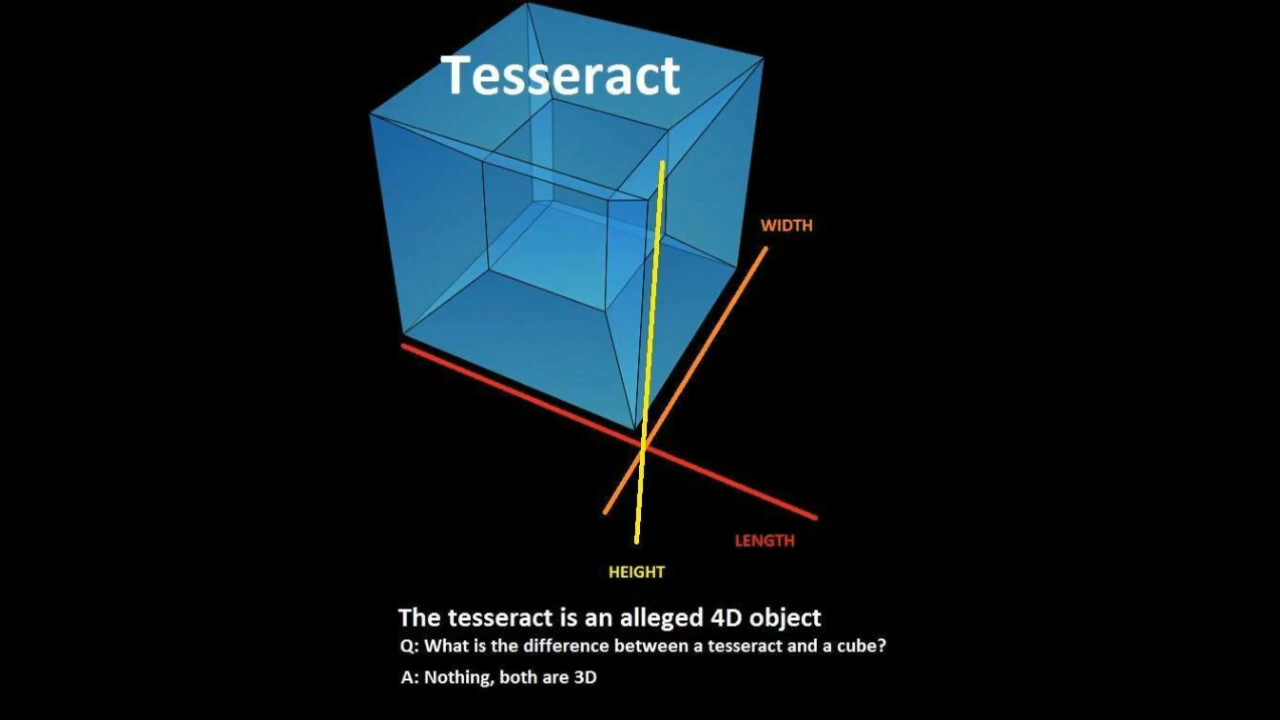 Tesseract
WIDTH
LENGTH
HEIGHT
The tesseract is an alleged 4D object
Q: What is the difference between a tesseract and a cube?
A: Nothing, both are 3D